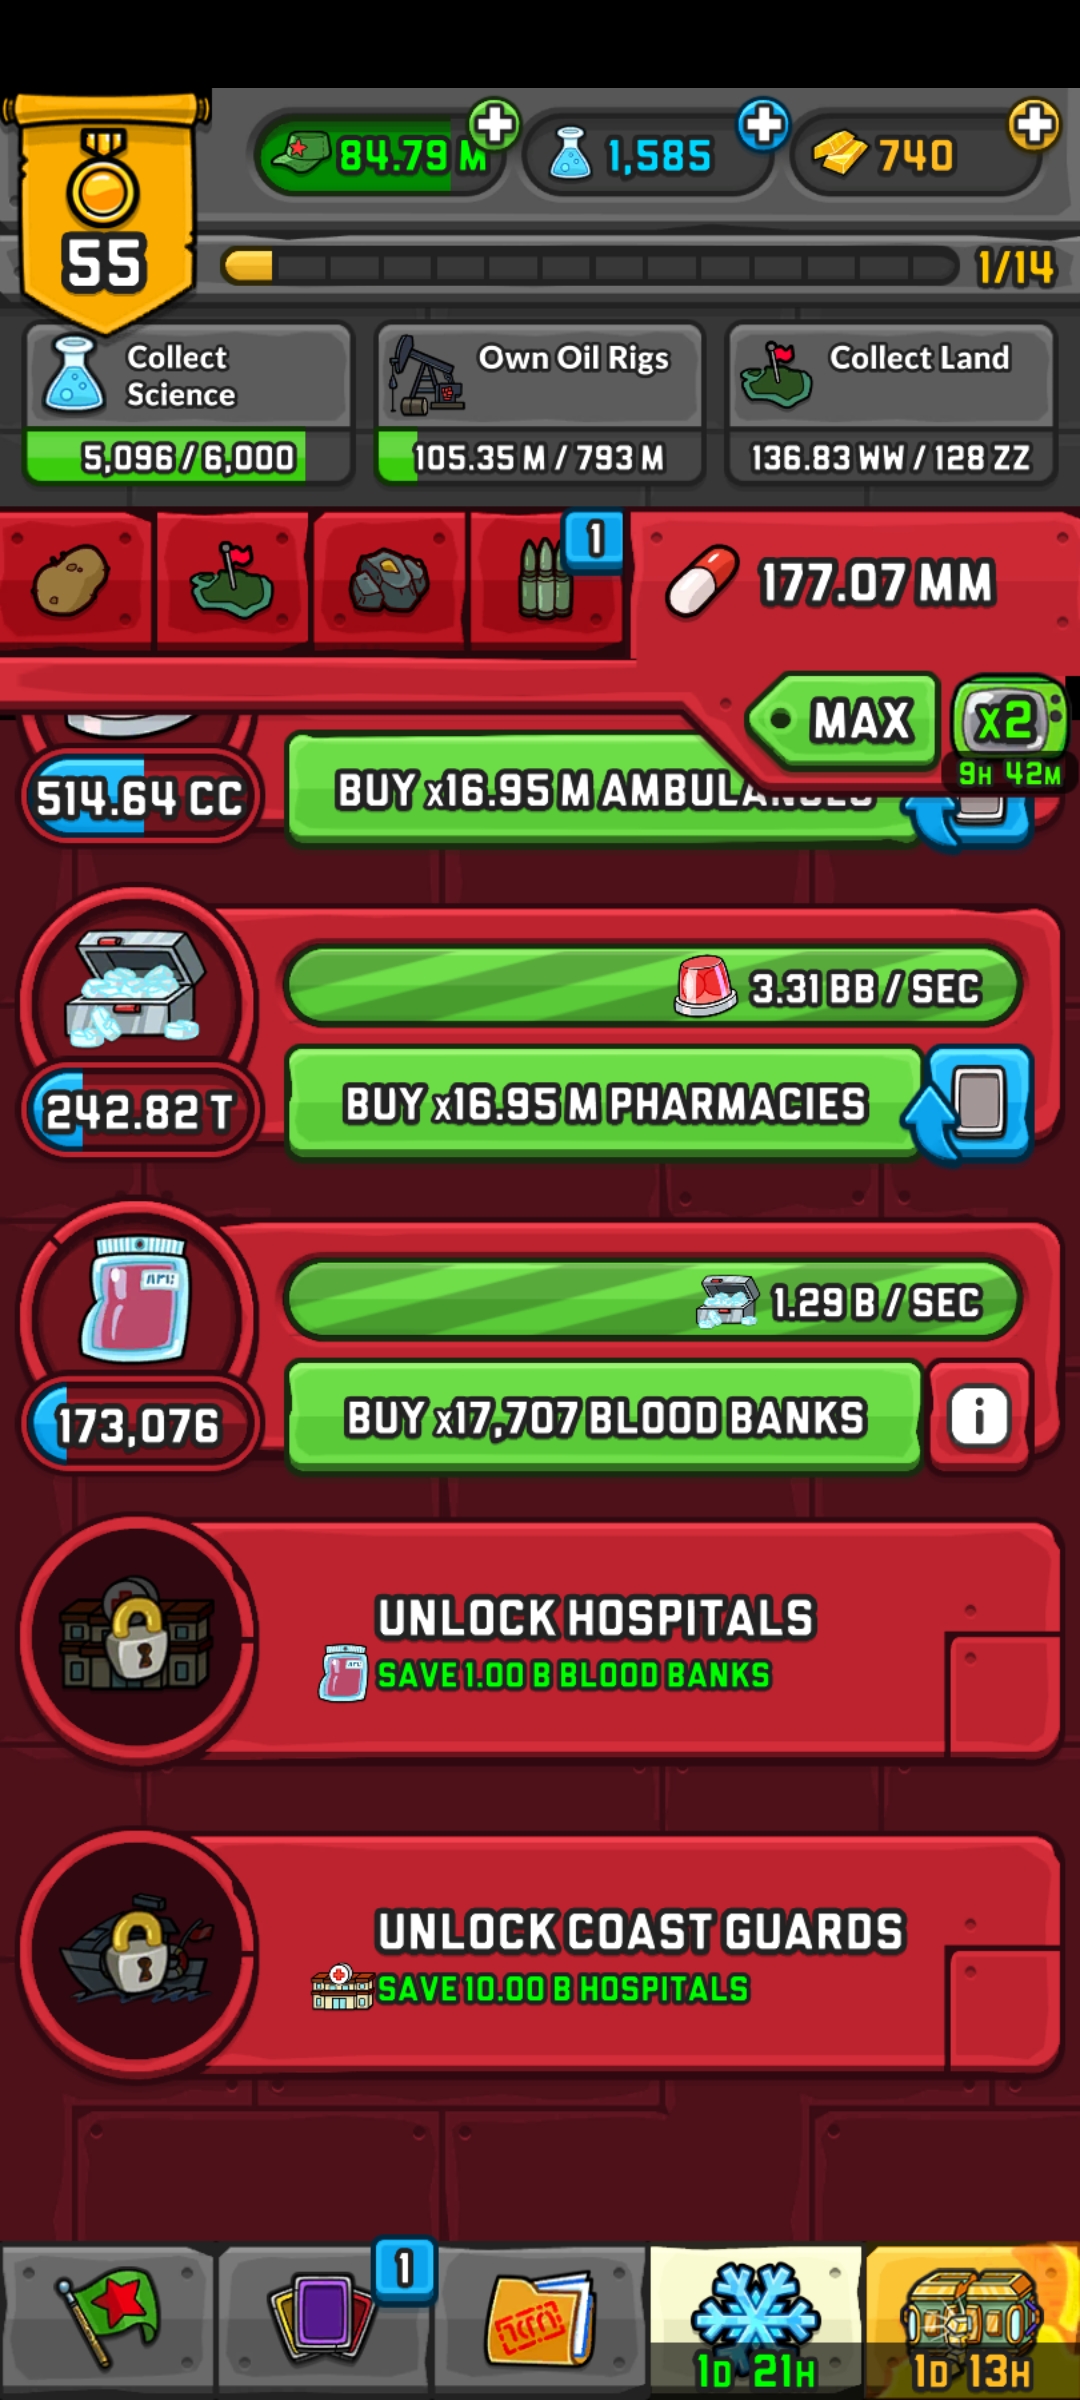 84.79 M
1,585
740
55
1/14
Collect
Science
5,096 / 6,000
Own Oil Rigs
105.35 M / 793 M
Collect Land
136.83 WW / 128 ZZ
1
177.07 MM
MAX
x2
9H 42M
514.64 CC
BUY x16.95 M AMBULANCES
3.31 BB / SEC
242.82 T
BUY x16.95 M PHARMACIES
1.29 B / SEC
173,076
BUY x17,707 BLOOD BANKS
i
UNLOCK HOSPITALS
SAVE 1.00 B BLOOD BANKS
UNLOCK COAST GUARDS
SAVE 10.00 B HOSPITALS
1
1D 21H
1D 13H